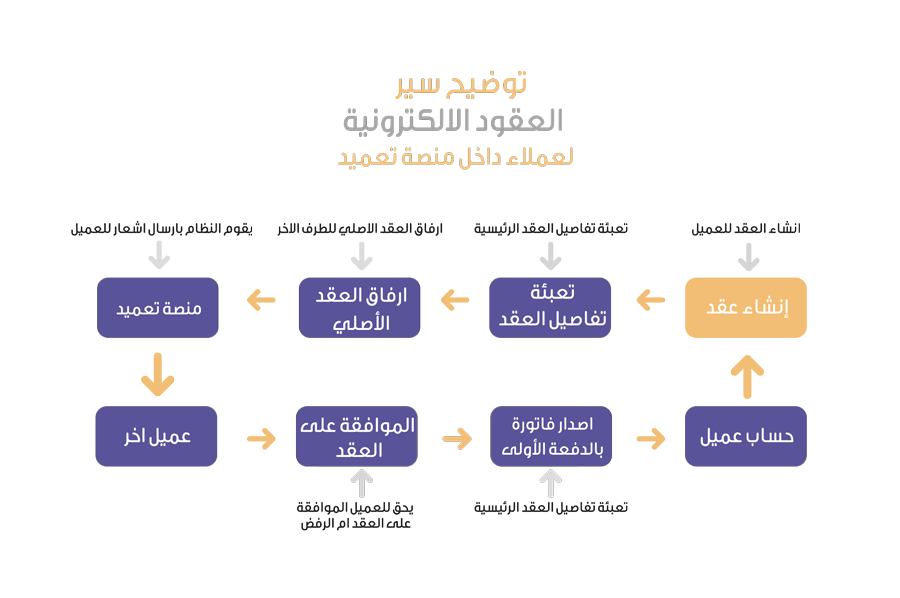 توضيح سير
العقود الالكترونية
لعملاء داخل منصة تعميد
انشاء العقد للعميل
تعبئة تفاصيل العقد الرئيسية
ارفاق العقد الاصلي للطرف الاخر
يقوم النظام بارسال اشعار للعميل
إنشاء عقد
تعبئة
تفاصيل العقد
ارفاق العقد
الأصلي
منصة تعميد
حساب عميل
اصدار فاتورة
بالدفعة الأولى
الموافقة على
العقد
عميل اخر
تعبئة تفاصيل العقد الرئيسية
يحق للعميل الموافقة
على العقد ام الرفض